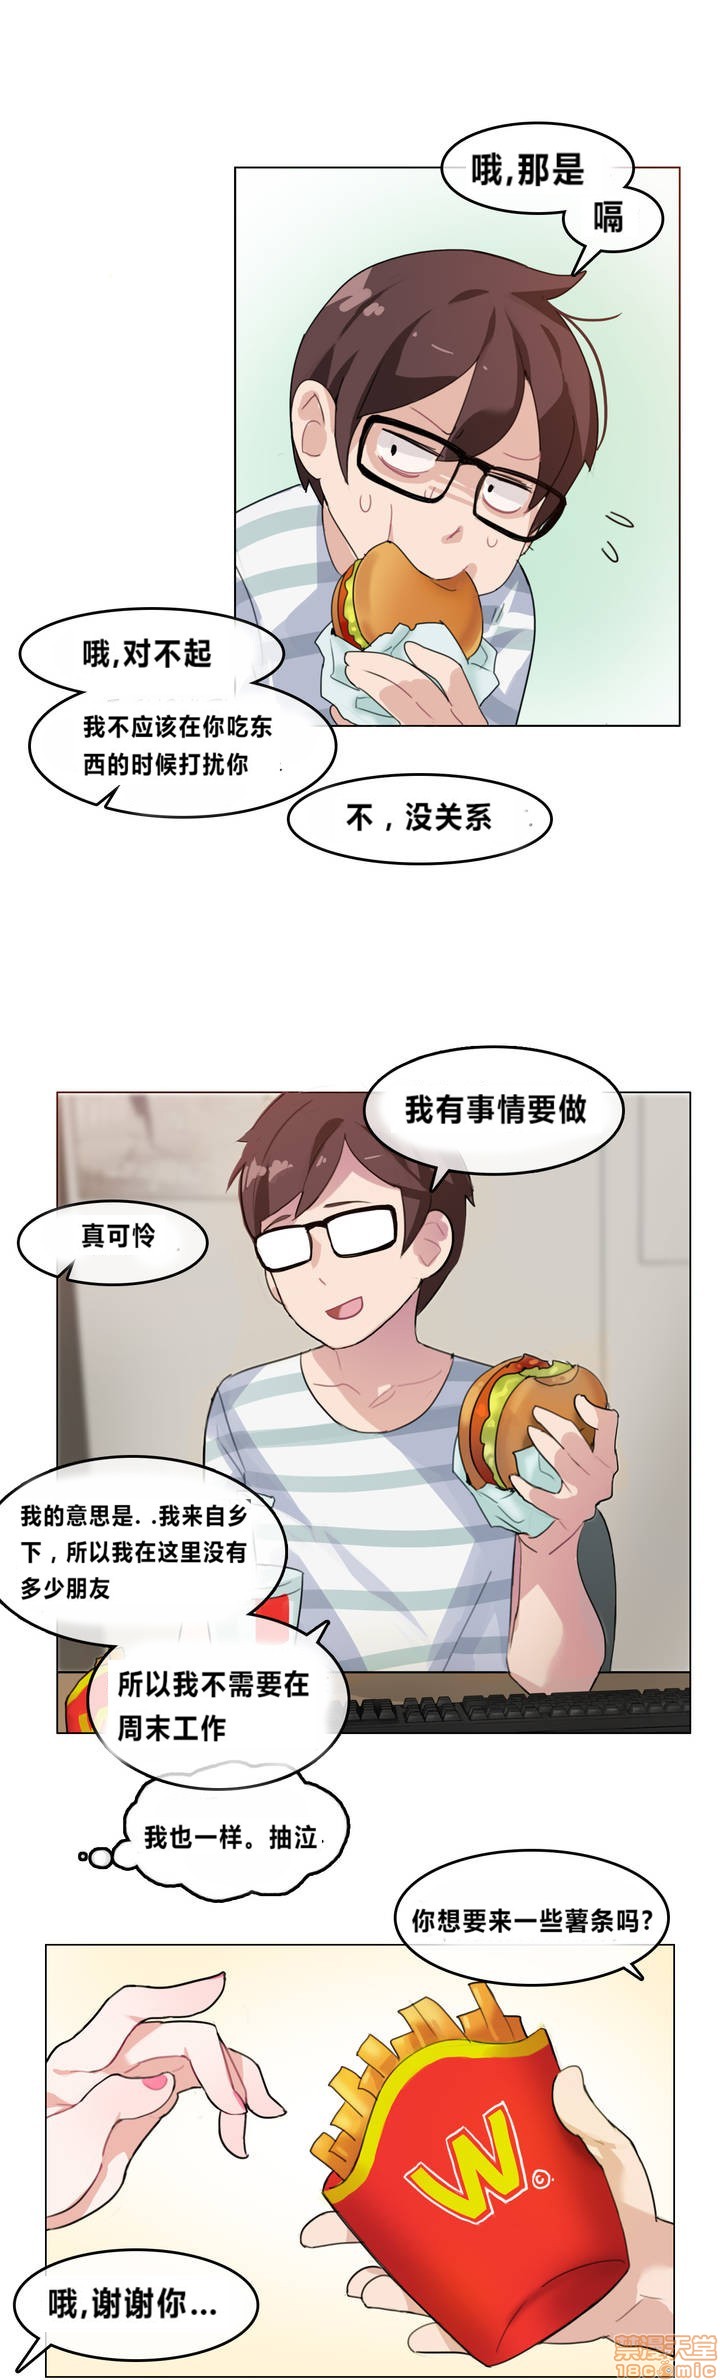 哦,那是
嗝
哦,对不起
我不应该在你吃东
西的时候打扰你
不，没关系
我有事情要做
真可怜
我的意思是. .我来自乡
下，所以我在这里没有
多少朋友
所以我不需要在
周末工作
我也一样。抽泣
你想要来一些薯条吗?
W
©
哦,谢谢你...
禁漫天堂